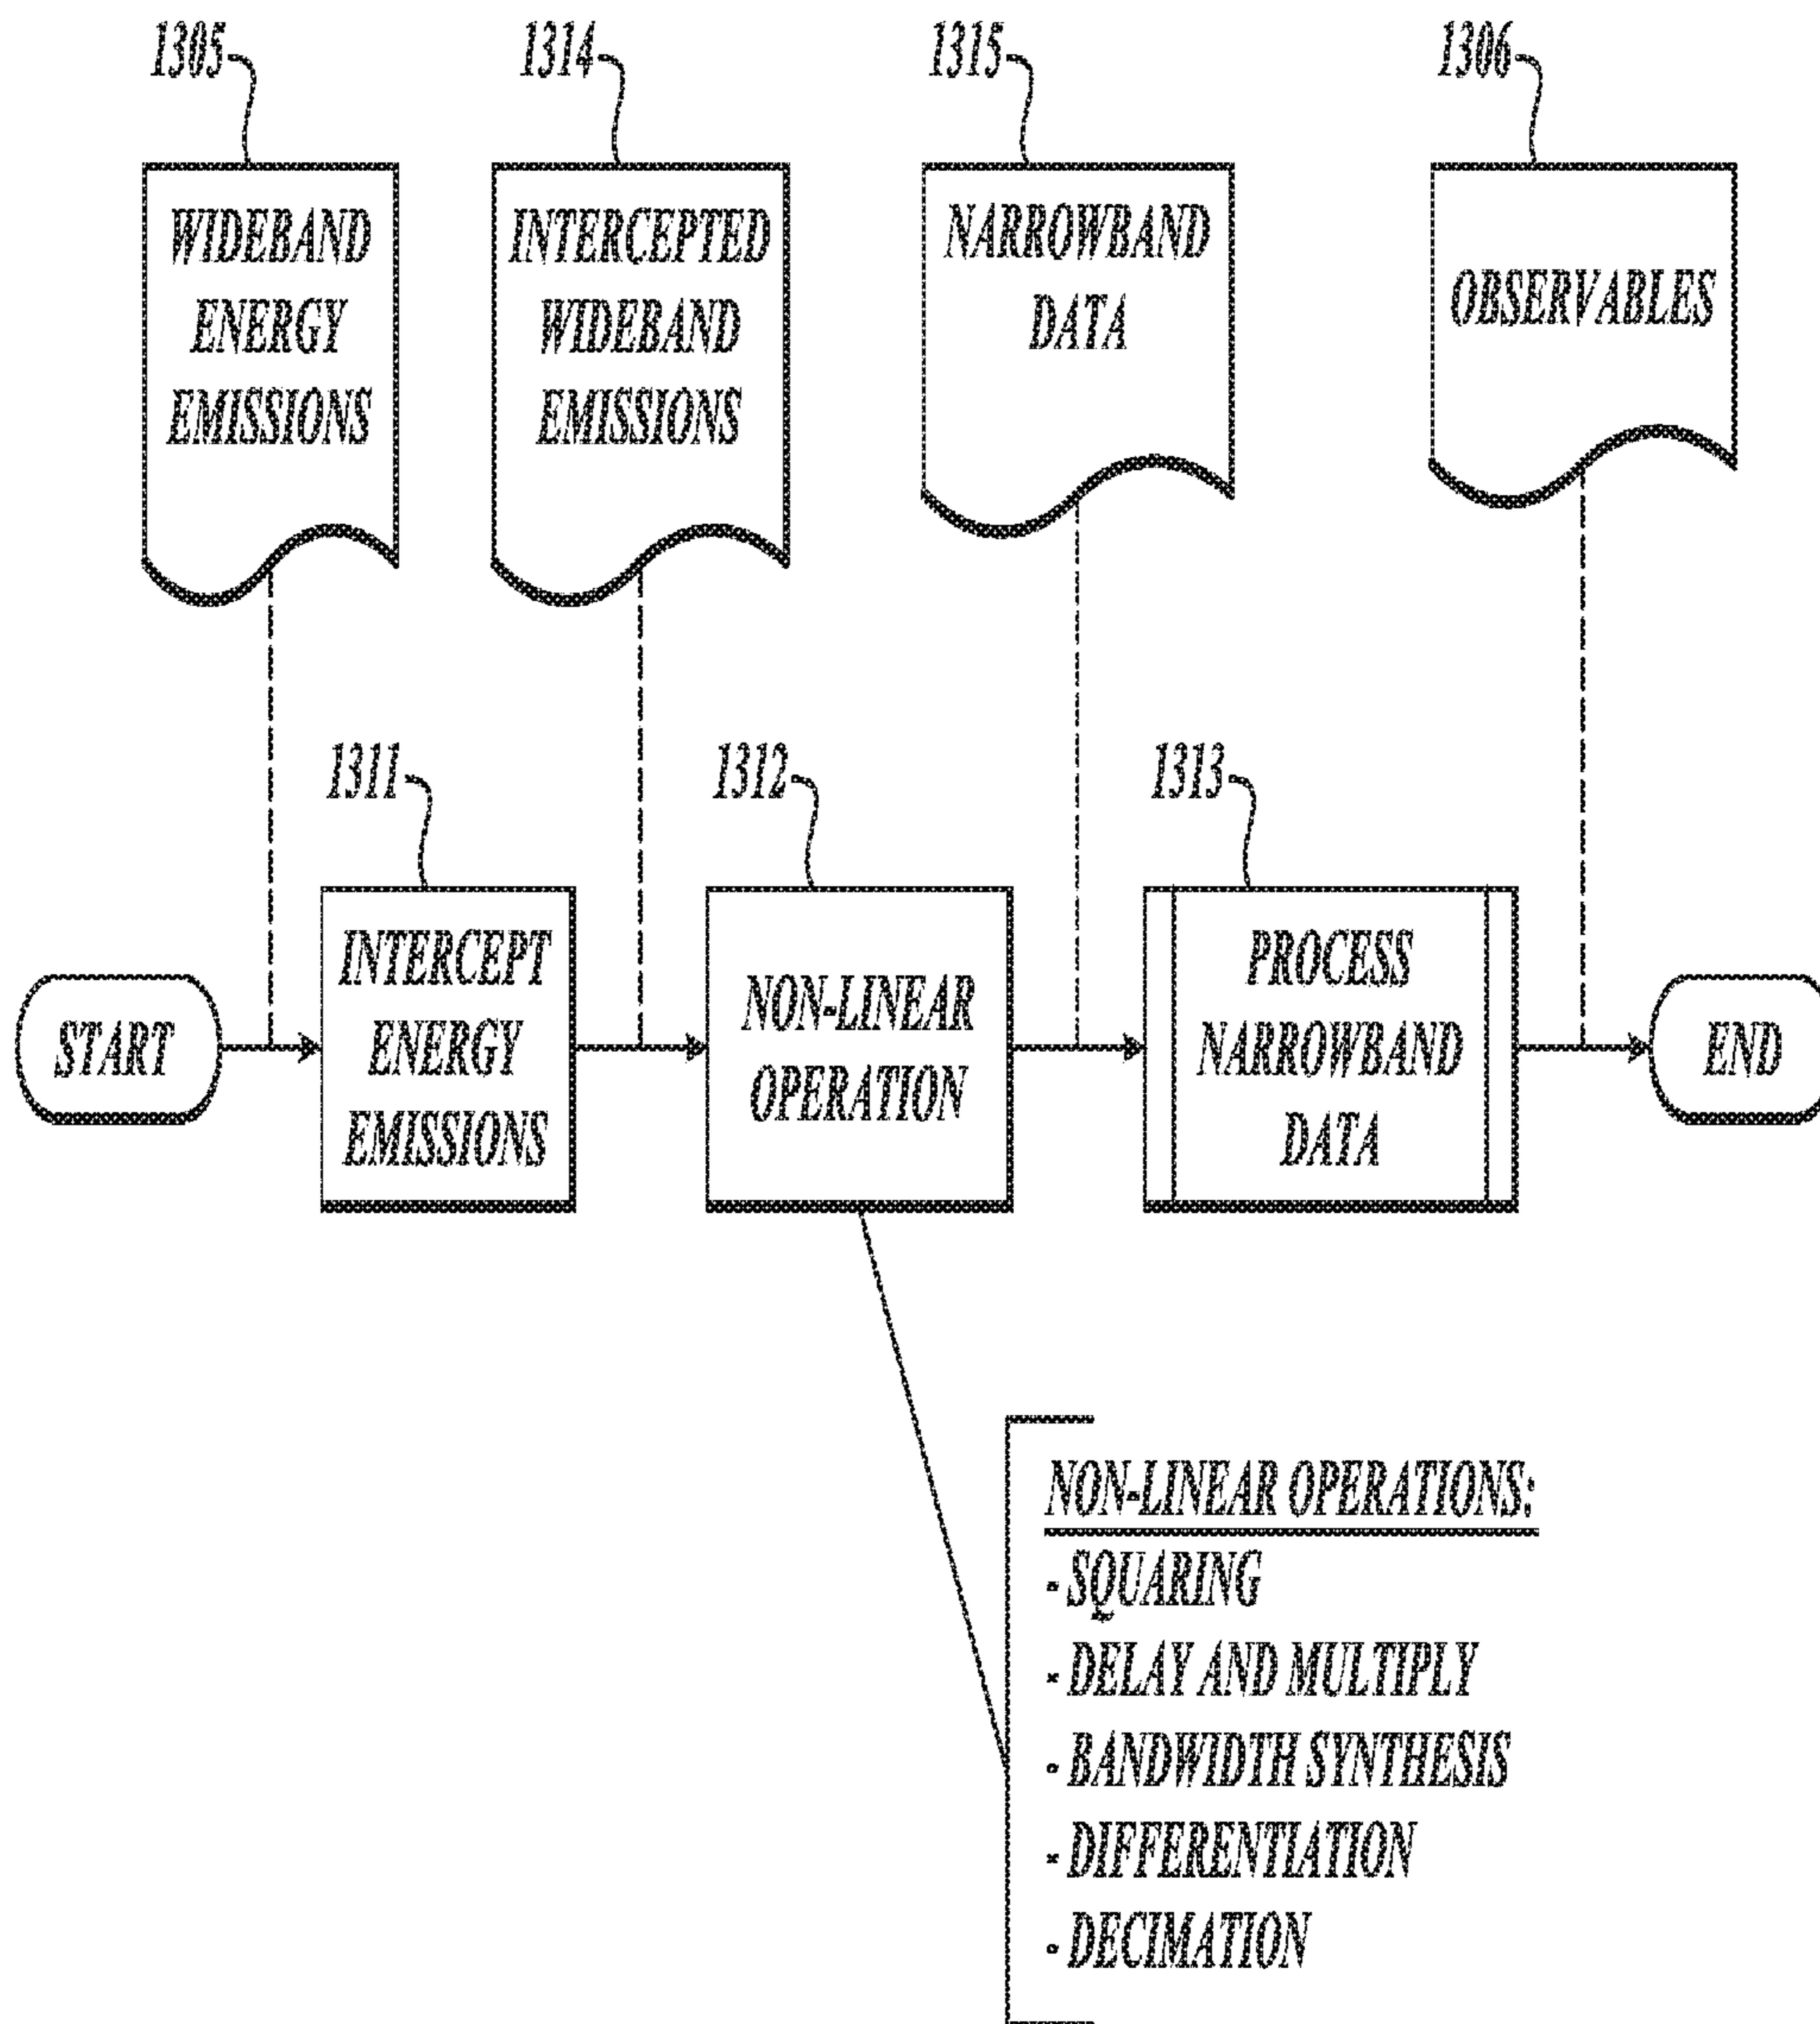 1305
1314
1315
1306
WIDEBAND
ENERGY
EMISSIONS
INTERCEPTED
WIDEBAND
EMISSIONS
NARROWBAND
DATA
OBSERVABLES
1311
1312
1313
START
INTERCEPT
ENERGY
EMISSIONS
NON-LINEAR
OPERATION
PROCESS
NARROWBAND
DATA
END
NON-LINEAR OPERATIONS:
- SQUARING
- DELAY AND MULTIPLY
- BANDWIDTH SYNTHESIS
- DIFFERENTIATION
- DECIMATION